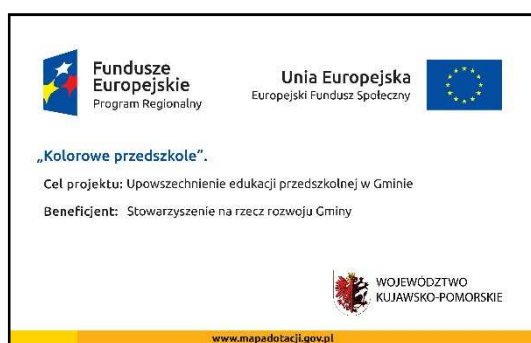 Fundusze
Europejskie
Program Regionalny
Unia Europejska
Europejski Fundusz Społeczny
„Kolorowe przedszkole”.
Cel projektu: Upowszechnienie edukacji przedszkolnej w Gminie
Beneficjent: Stowarzyszenie na rzecz rozwoju Gminy
WOJEWÓDZTWO
KUJAWSKO-POMORSKIE
www.mapadotacji.gov.pl